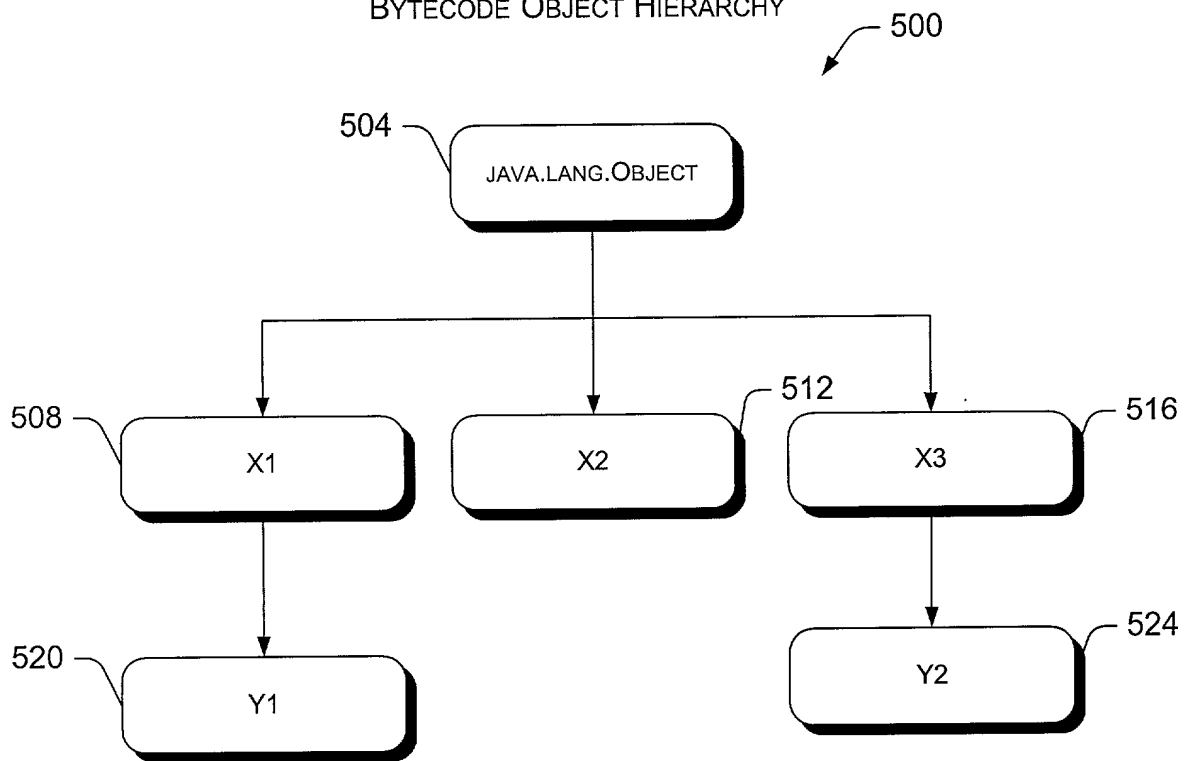 BYTECODE OBJECT HIERARCHY
500
504
JAVA.LANG.OBJECT
508
X1
X2
512
X3
516
520
Y1
Y2
524